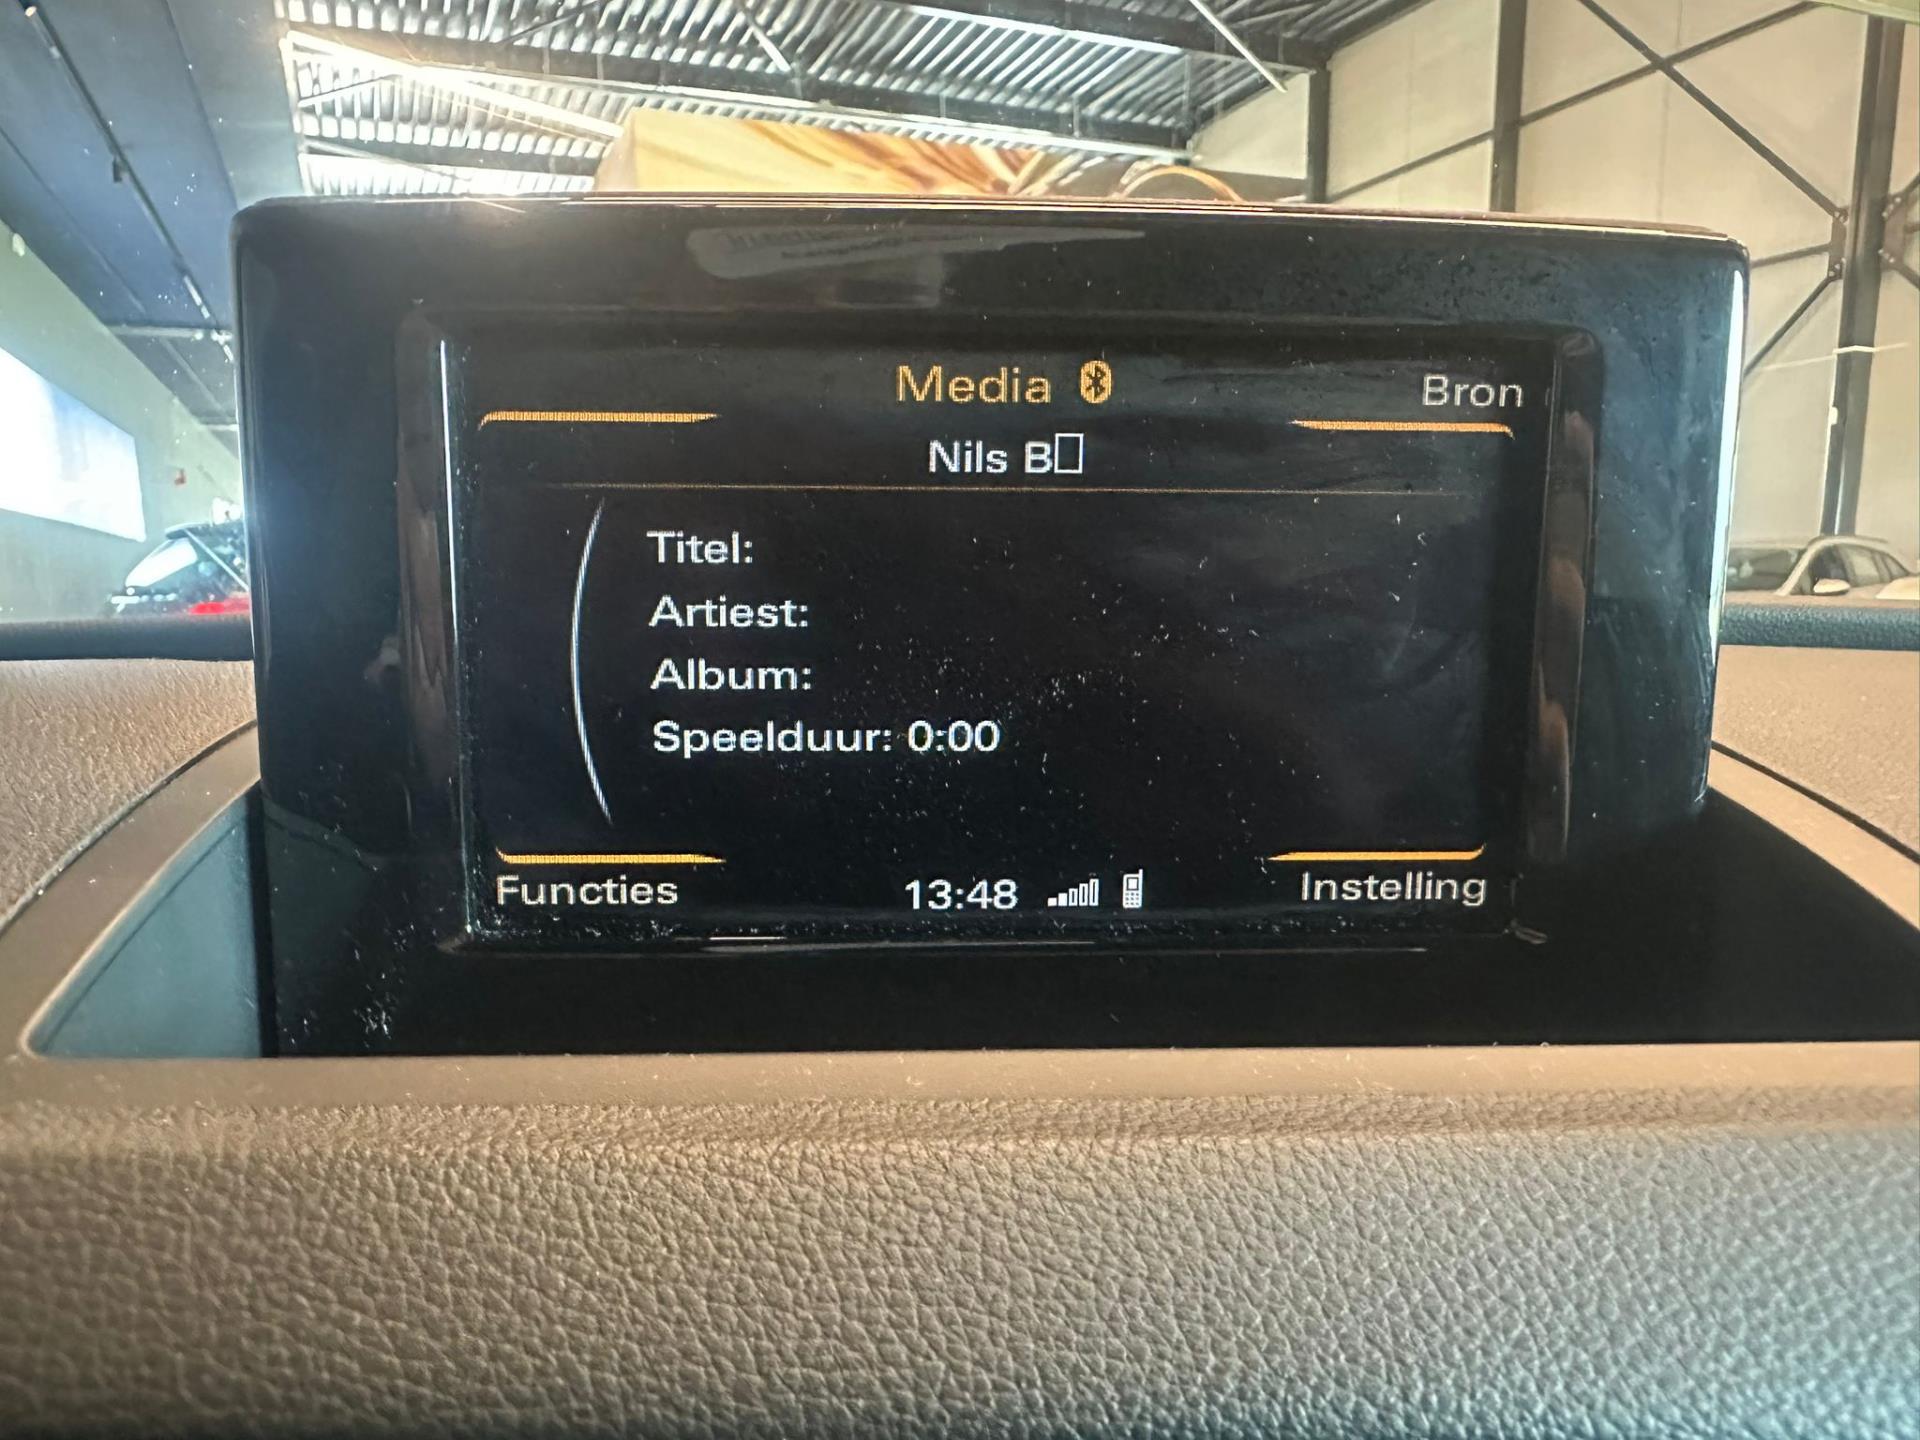 Media
Bron
Nils B□
Titel:
Artiest:
Album:
Speelduur: 0:00
Functies
13:48
Instelling